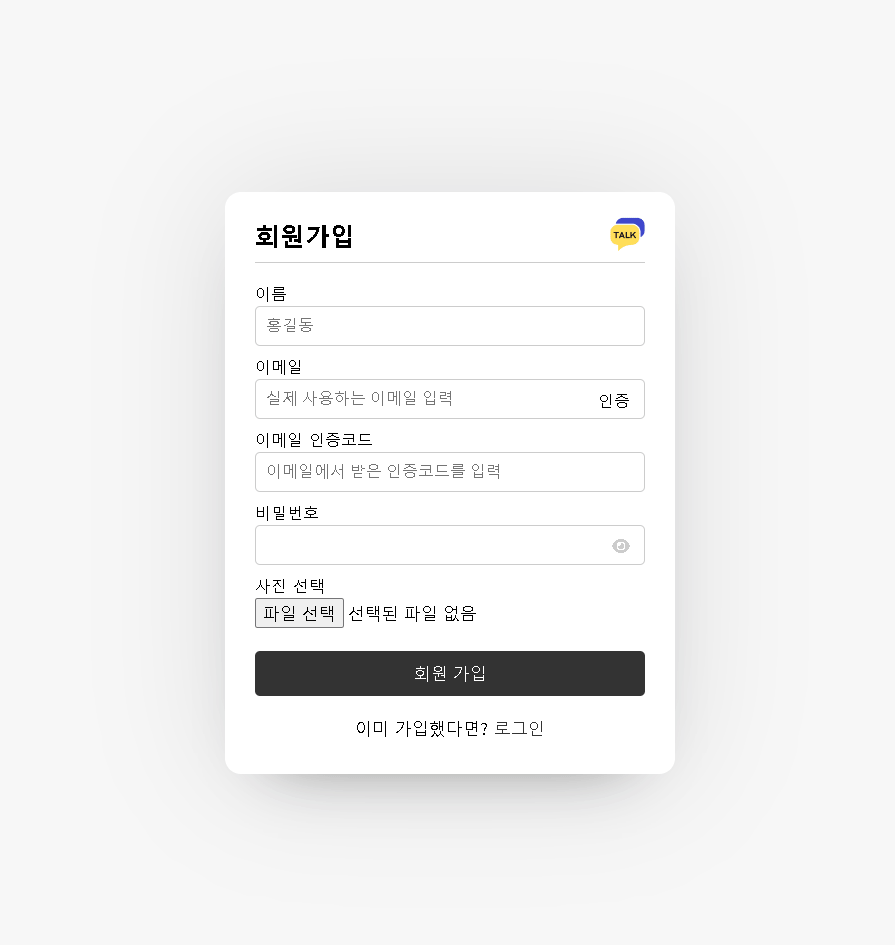 회원가입
TALK
이름
홍길동
이메일
실제 사용하는 이메일 입력
인증
이메일 인증코드
이메일에서 받은 인증코드를 입력
비밀번호
사진 선택
파일 선택 선택된 파일 없음
회원 가입
이미 가입했다면? 로그인